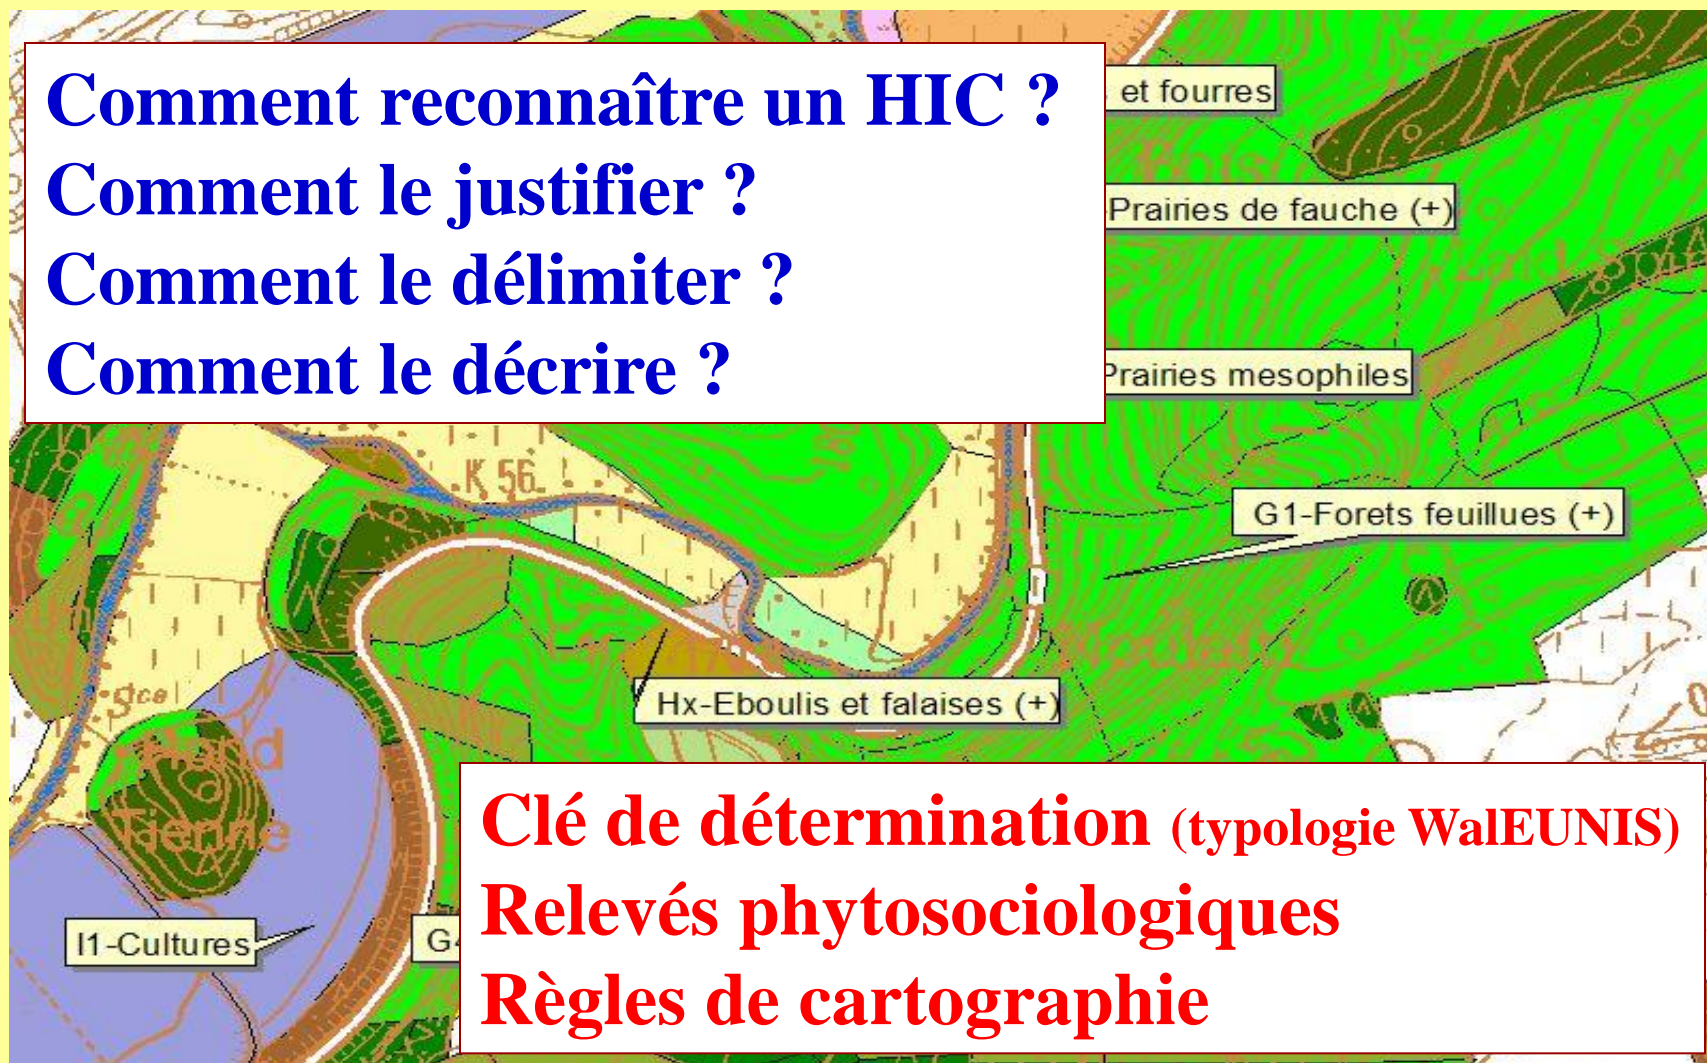 Comment reconnaître un HIC ?
Comment le justifier ?
Comment le délimiter ?
Comment le décrire ?
et fourres
-Prairies de fauche (+)
Prairies mesophiles
K 56
G1-Forets feuillues (+)
Hx-Eboulis et falaises (+)
Tienne
I1-Cultures
G4
Clé de détermination (typologie WalEUNIS)
Relevés phytosociologiques
Règles de cartographie